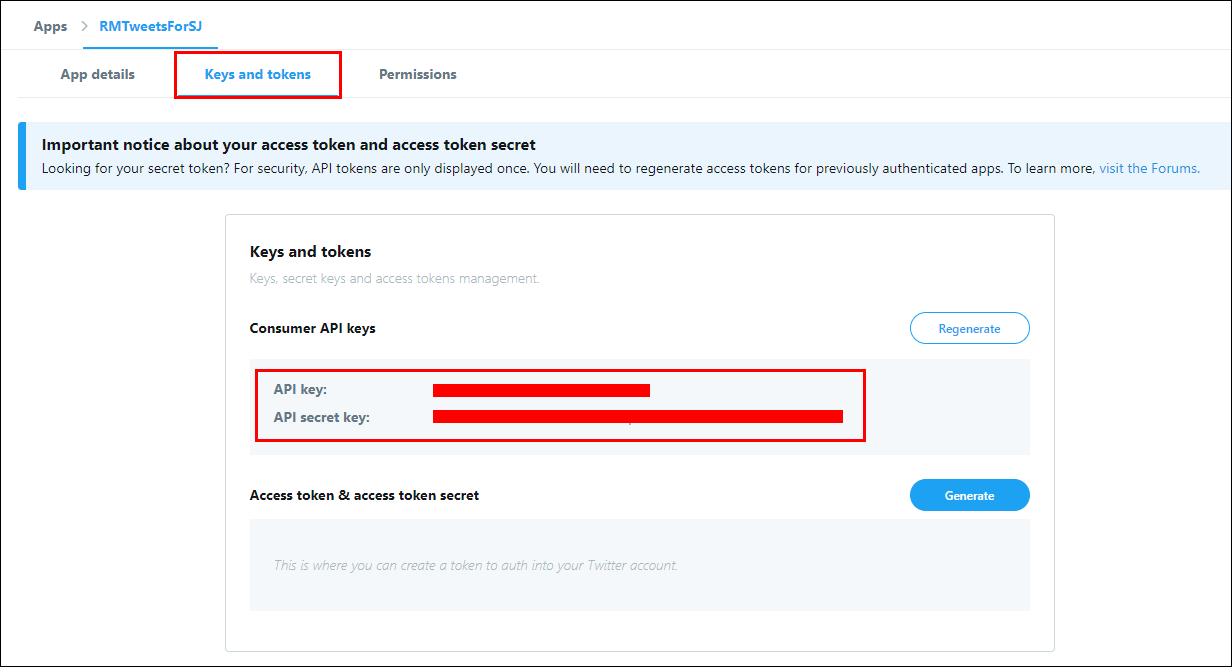 Apps > RMTweetsForSJ
App details Keys and tokens Permissions
Important notice about your access token and access token secret
Looking for your secret token? For security, API tokens are only displayed once. You will need to regenerate access tokens for previously authenticated apps. To learn more, visit the Forums.
Keys and tokens
Keys, secret keys and access tokens management.
Consumer API keys Regenerate
API key:
API secret key:
Access token & access token secret Generate
This is where you can create a token to auth into your Twitter account.